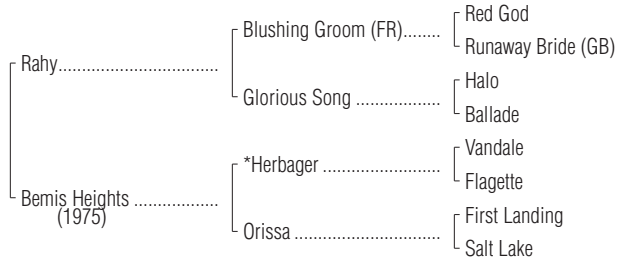 Red God
Blushing Groom (FR)........
Runaway Bride (GB)
Rahy..................................
Halo
Glorious Song ..................
Ballade
Vandale
*Herbager .........................
Flagette
Bemis Heights ..................
(1975)
First Landing
Orissa ...............................
Salt Lake